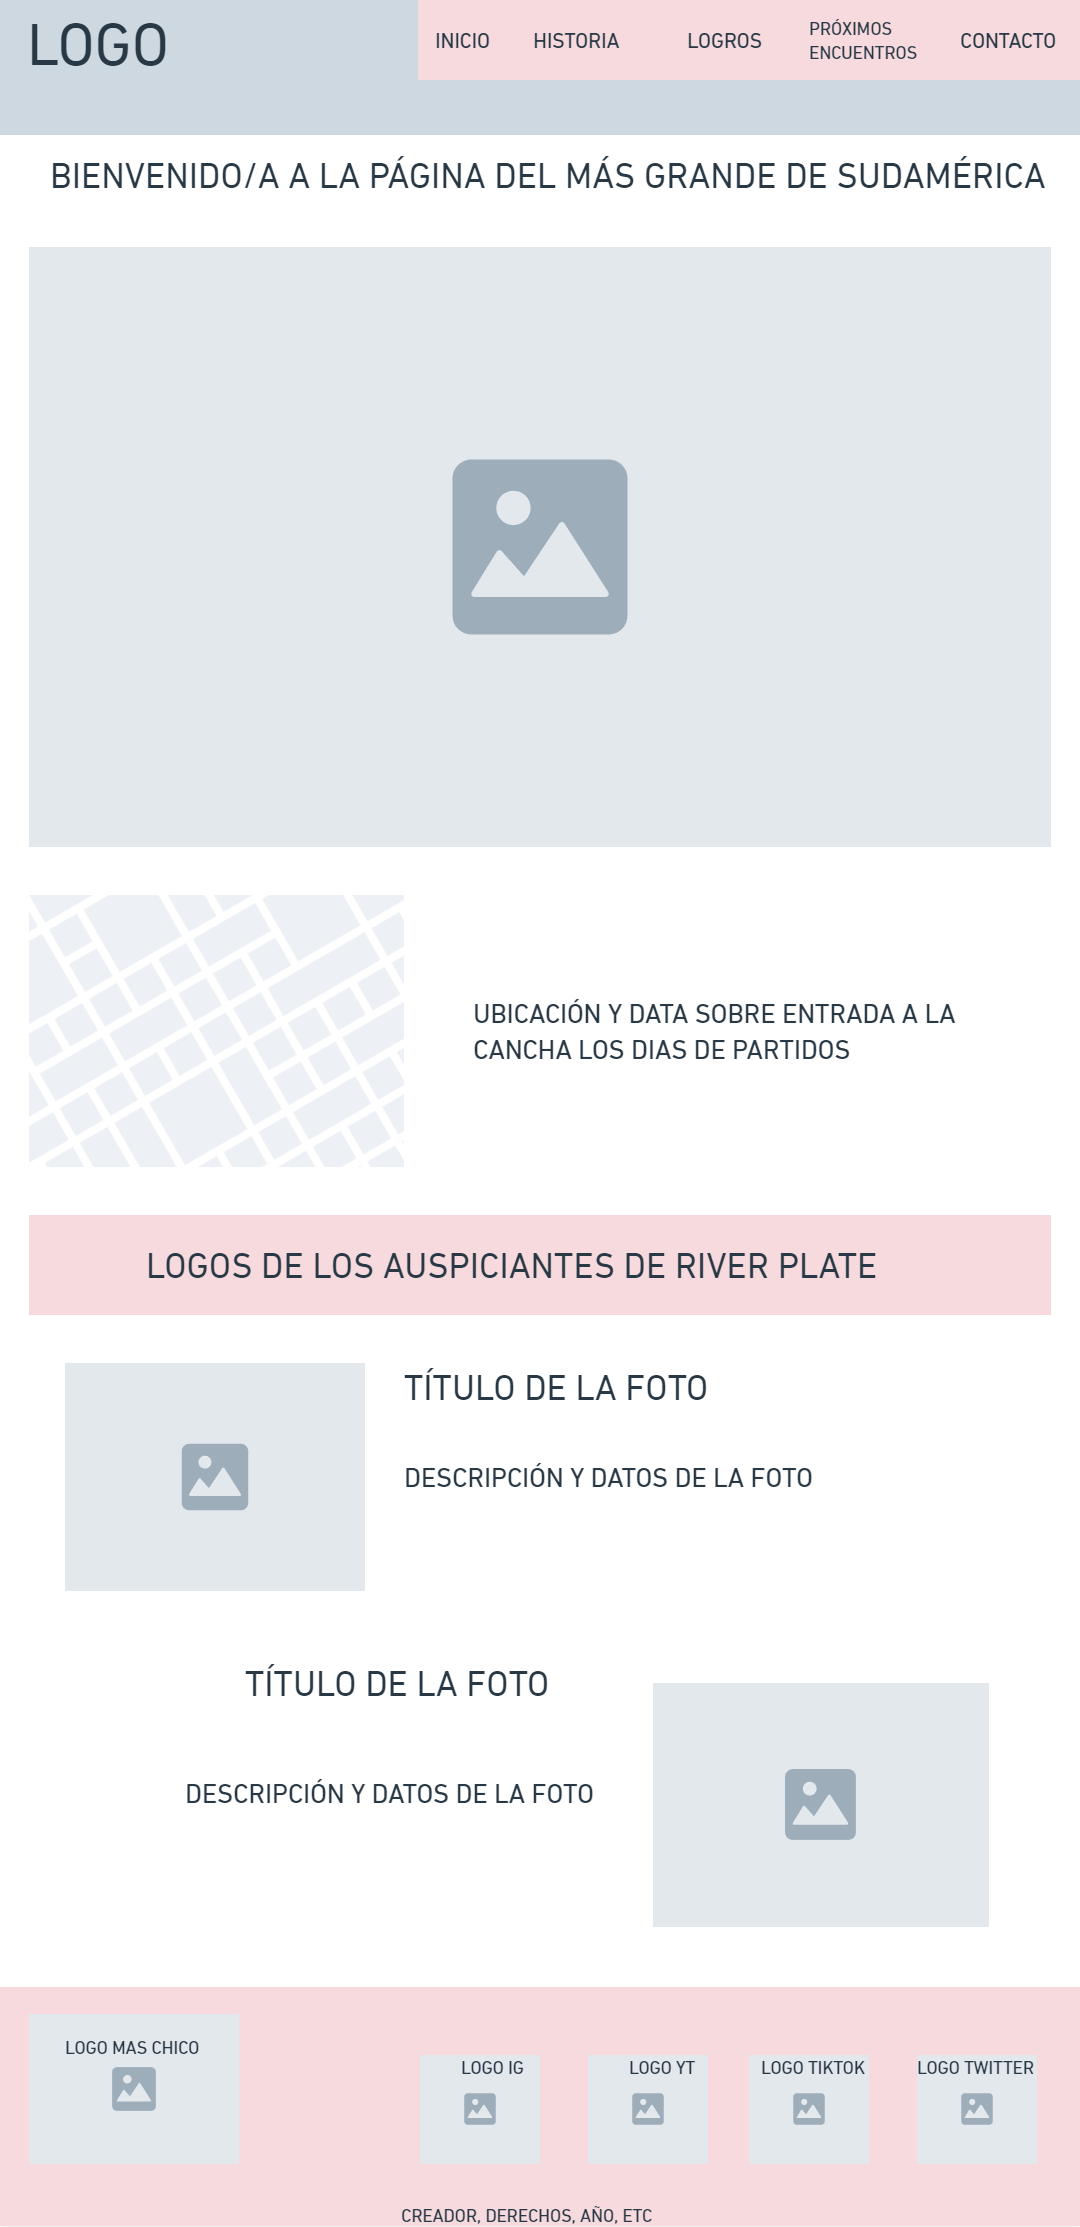 LOGO
INICIO
HISTORIA
LOGROS
PRÓXIMOS
ENCUENTROS
CONTACTO
BIENVENIDO/A A LA PÁGINA DEL MÁS GRANDE DE SUDAMÉRICA
UBICACIÓN Y DATA SOBRE ENTRADA A LA
CANCHA LOS DIAS DE PARTIDOS
LOGOS DE LOS AUSPICIANTES DE RIVER PLATE
TÍTULO DE LA FOTO
DESCRIPCIÓN Y DATOS DE LA FOTO
TÍTULO DE LA FOTO
DESCRIPCIÓN Y DATOS DE LA FOTO
LOGO MAS CHICO
LOGO IG
LOGO YT
LOGO TIKTOK
LOGO TWITTER
CREADOR, DERECHOS, AÑO, ETC